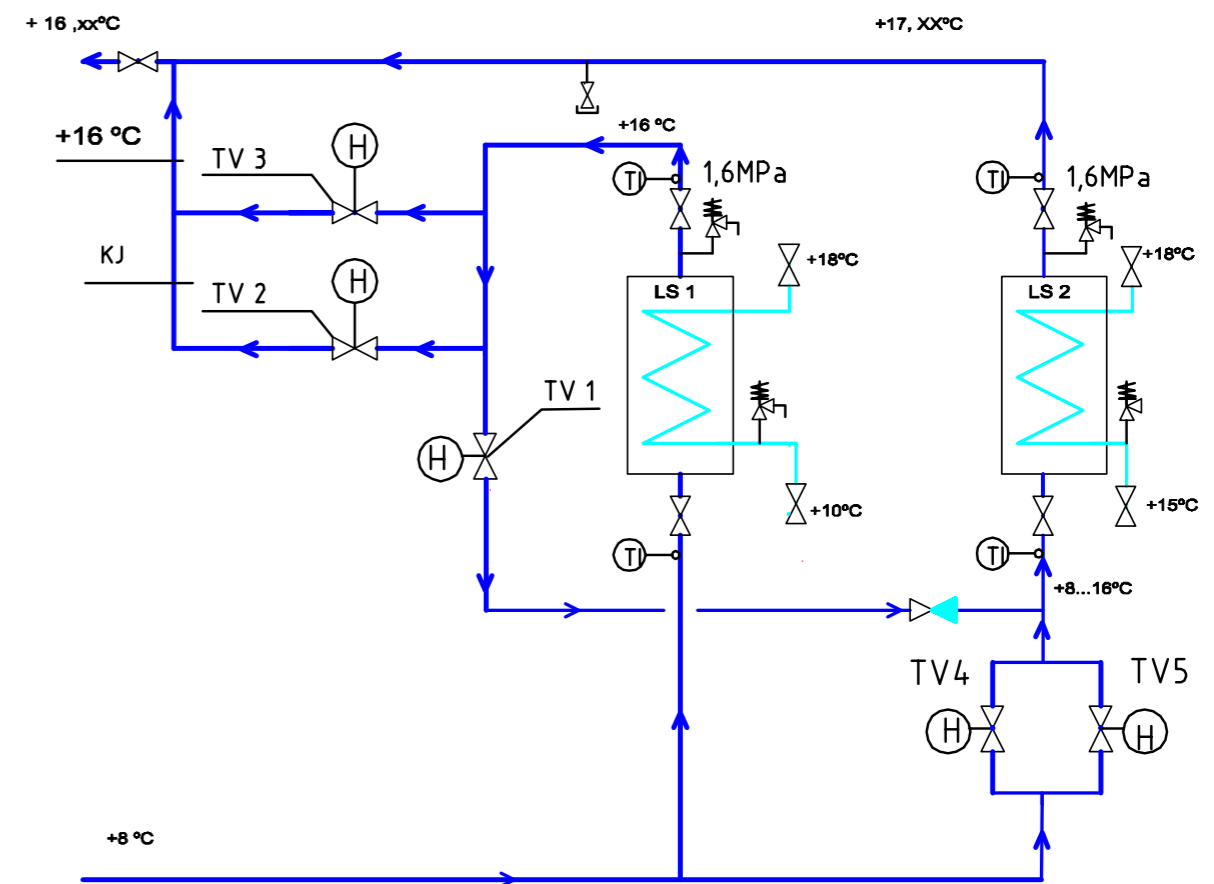 + 16 ,xxºC
+17, XXºC
+16 ºC
+16 ºC
H
TV 3
TI
1,6MPa
TI
1,6MPa
KJ
H
TV 2
+18ºC
+18ºC
LS 1
LS 2
TV 1
H
+10ºC
+15ºC
TI
TI
+8...16ºC
TV4
TV5
H
H
+8 ºC